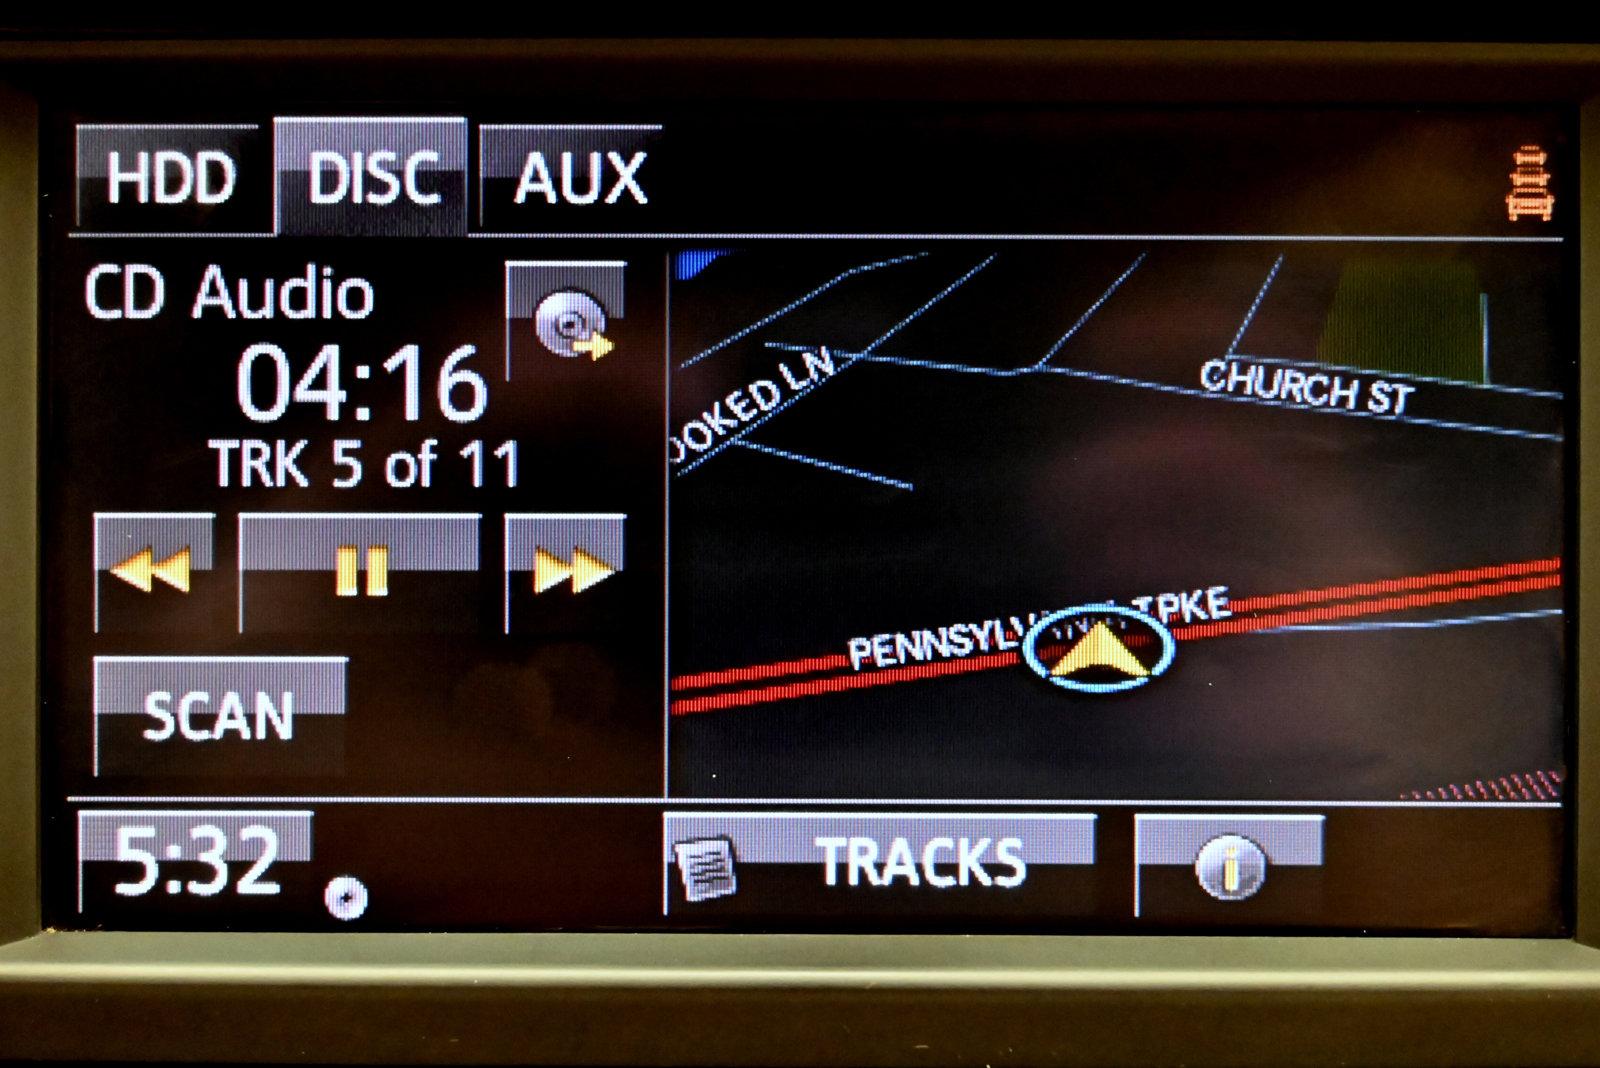 HDD DISC AUX
CD Audio
04:16
TRK 5 of 11
SCAN
OOKED LN
CHURCH ST
PENNSYLV TPKE
5:32
TRACKS
i